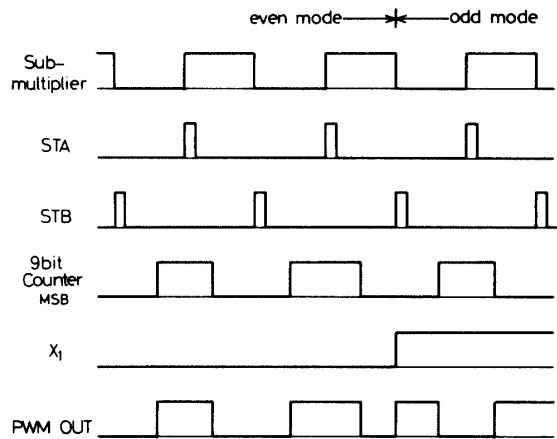 even mode
odd mode
Sub-
multiplier
STA
STB
9bit
Counter
MSB
X1
PWM OUT